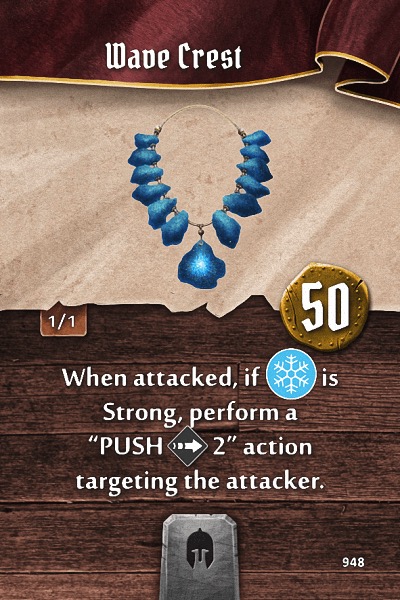 Wave Crest
50
1/1
When attacked, if is
Strong, perform a
“PUSH 2” action
targeting the attacker.
948